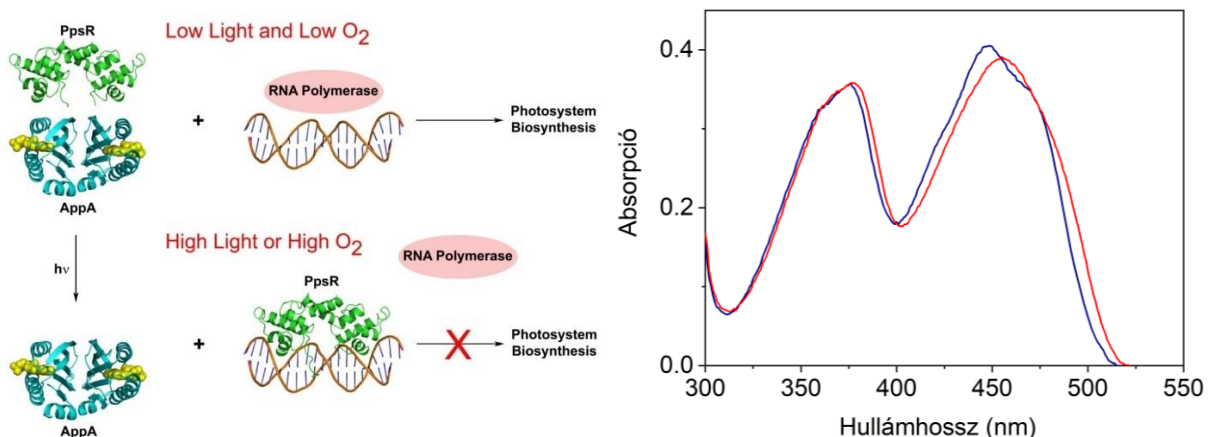 PpsR
Low Light and Low O2
RNA Polymerase
+
Photosystem
Biosynthesis
AppA
hν
High Light or High O2
RNA Polymerase
PpsR
+
X
Photosystem
Biosynthesis
AppA
Absorpció
0.4
0.2
0.0
300
350
400
450
500
550
Hullámhossz (nm)